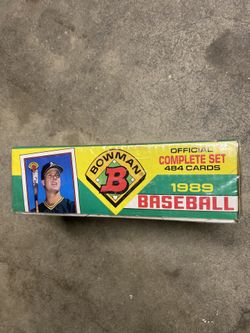 BOWMAN
B
OFFICIAL
COMPLETE SET
484 CARDS
1989
BASEBALL